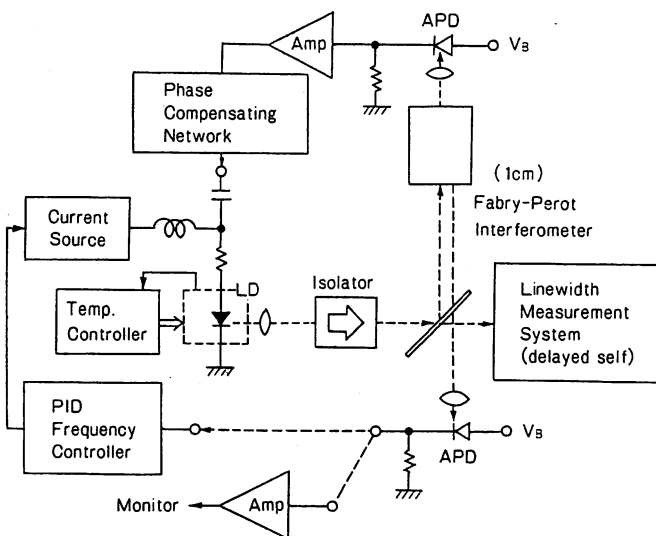 APD
Amp
V_B
Phase
Compensating
Network
(1cm)
Fabry-Perot
Interferometer
Current
Source
Isolator
LD
Temp.
Controller
Linewidth
Measurement
System
(delayed self)
PID
Frequency
Controller
V_B
APD
Monitor
Amp